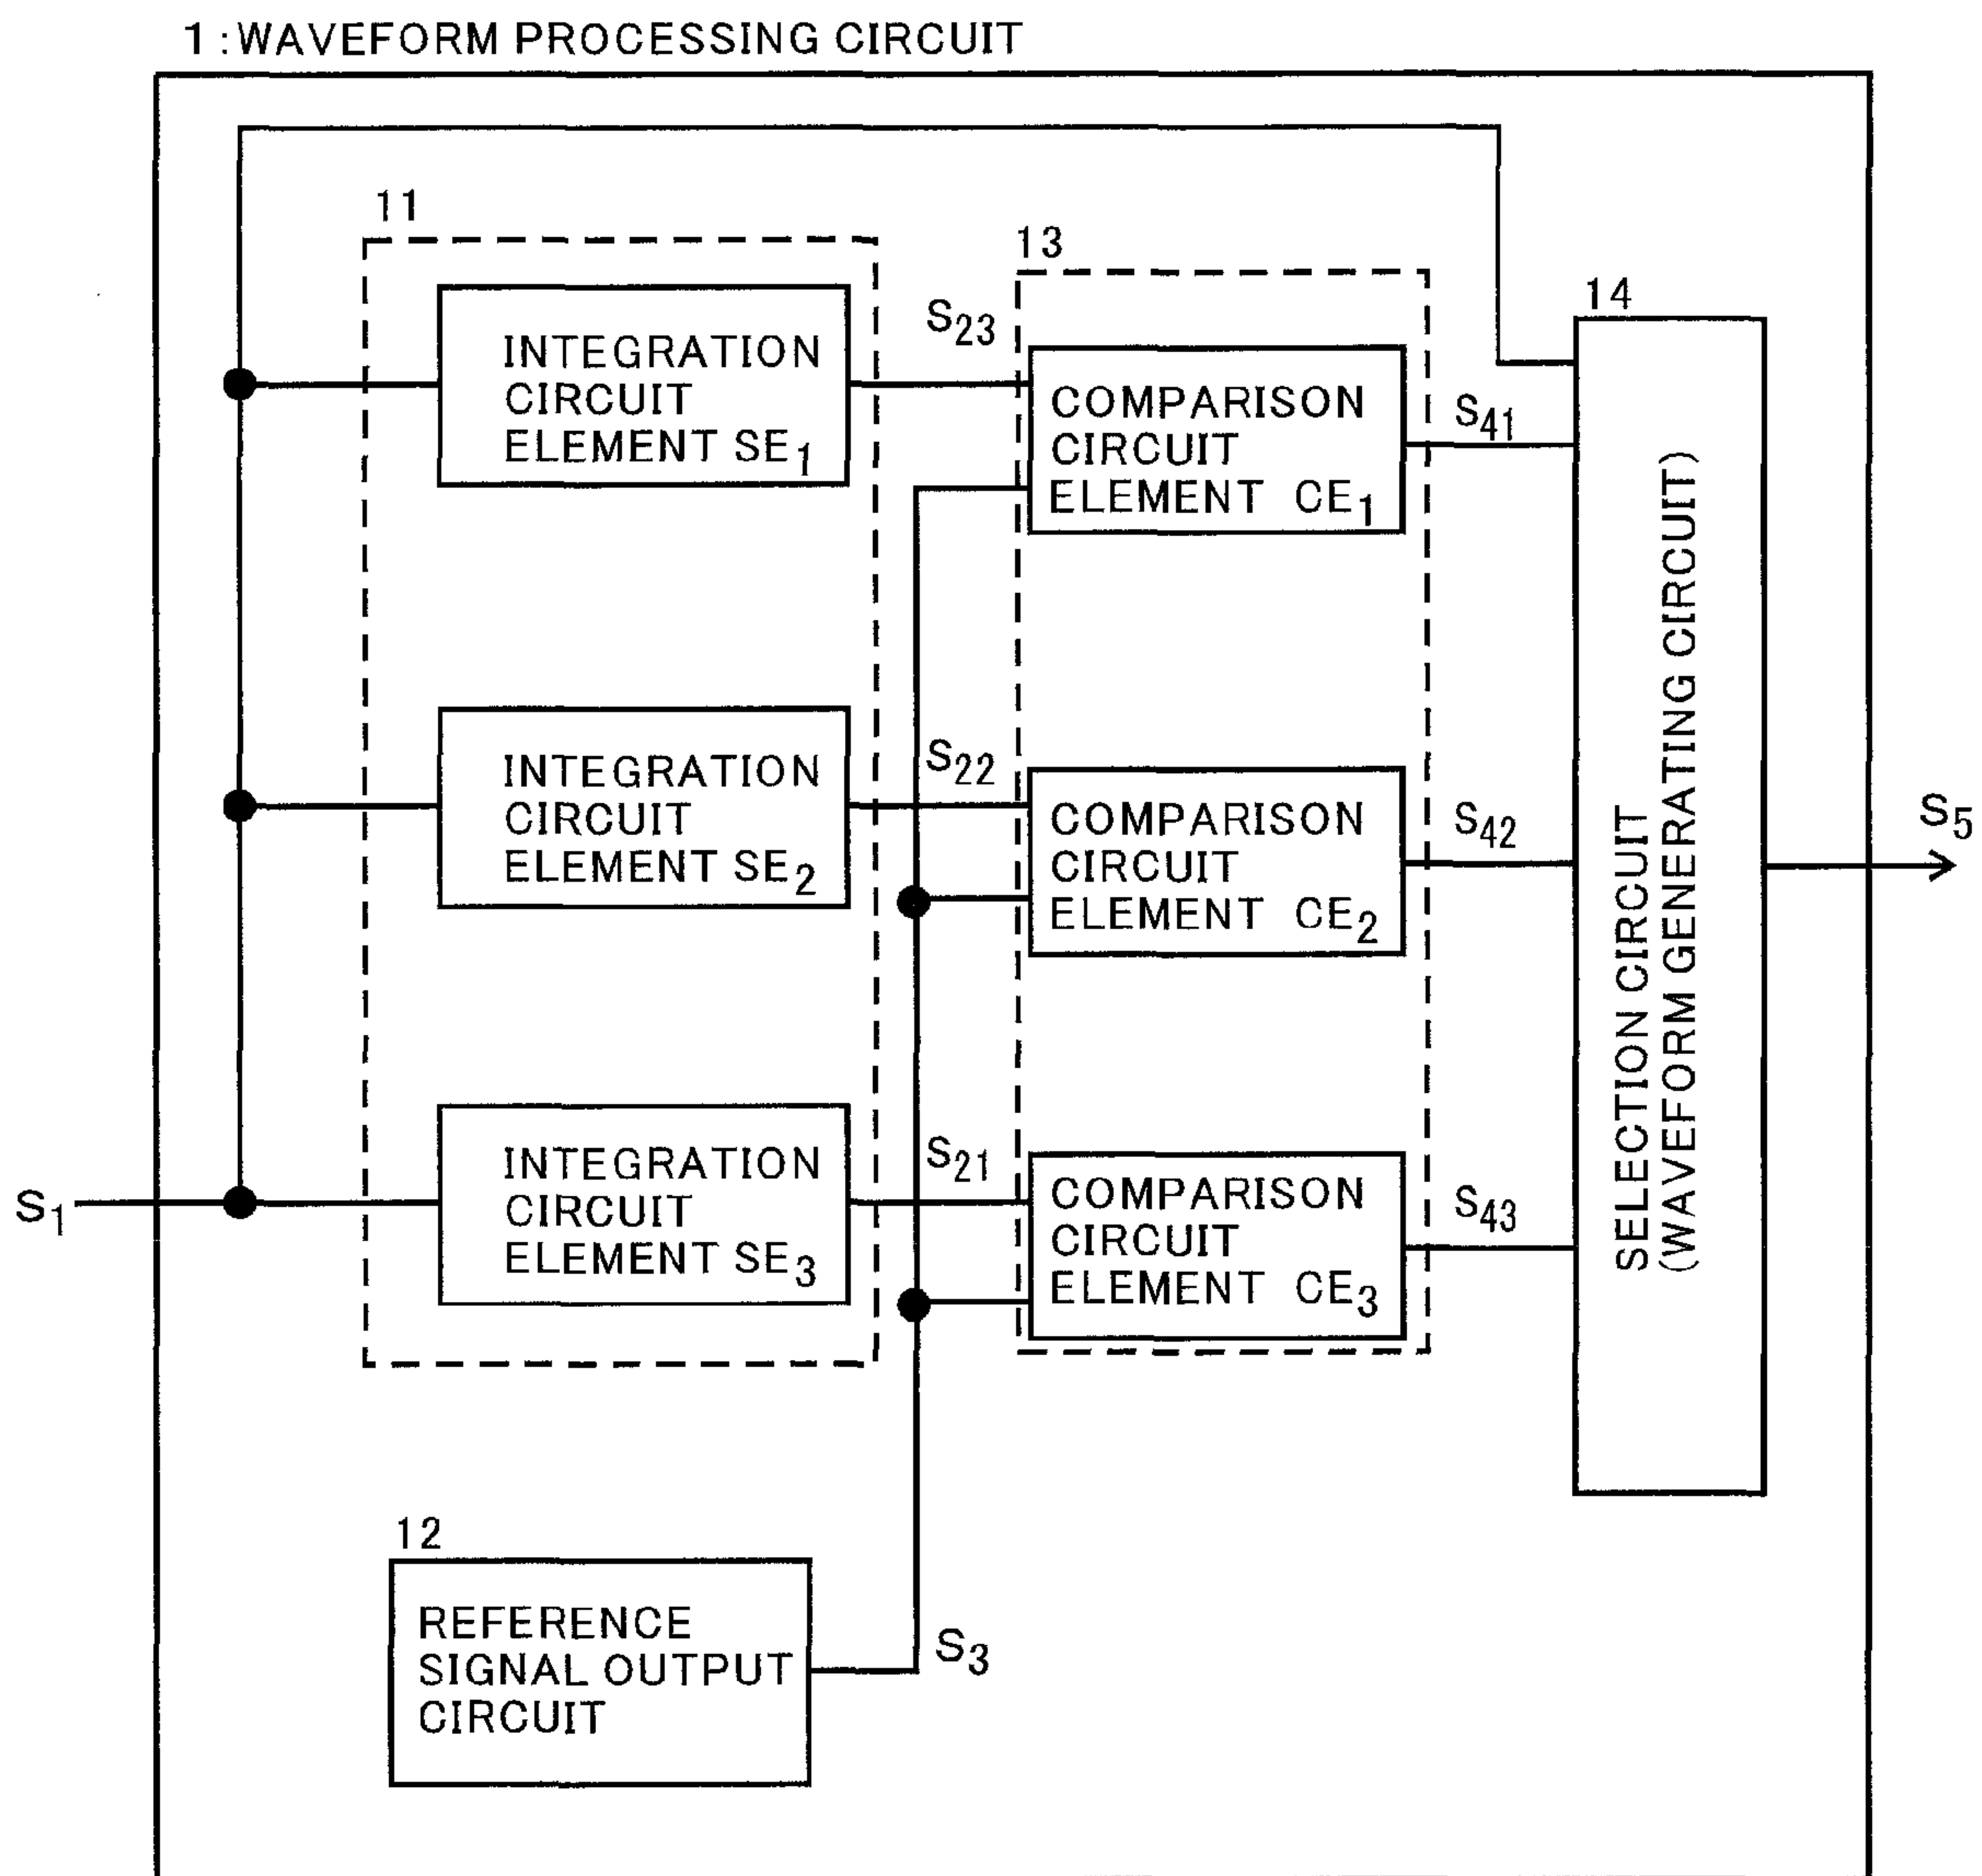 1:WAVEFORM PROCESSING CIRCUIT
11
INTEGRATION
CIRCUIT
ELEMENT SE₁
S₂₃
13
COMPARISON
CIRCUIT
ELEMENT CE₁
S₄₁
14
SELECTION CIRCUIT
(WAVEFORM GENERATING CIRCUIT)
INTEGRATION
CIRCUIT
ELEMENT SE₂
S₂₂
COMPARISON
CIRCUIT
ELEMENT CE₂
S₄₂
S₅
S₁
INTEGRATION
CIRCUIT
ELEMENT SE₃
S₂₁
COMPARISON
CIRCUIT
ELEMENT CE₃
S₄₃
12
REFERENCE
SIGNAL OUTPUT
CIRCUIT
S₃